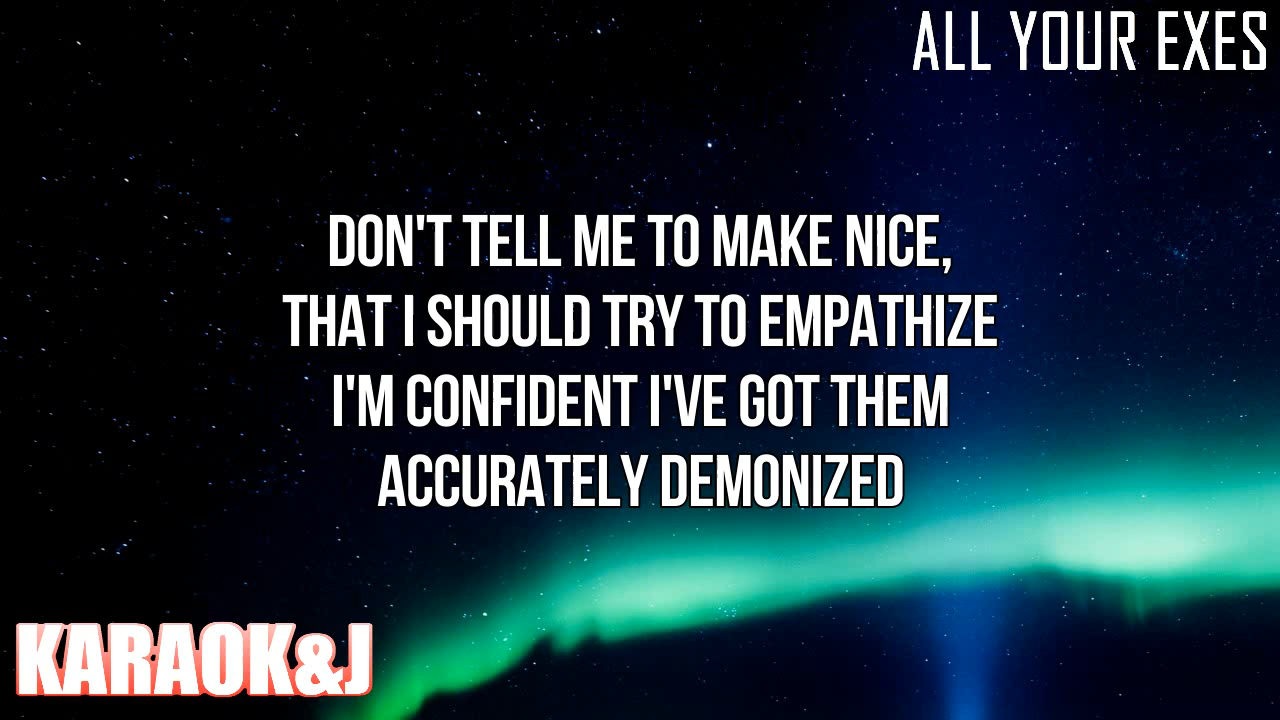 ALL YOUR EXES
DON'T TELL ME TO MAKE NICE,
THAT I SHOULD TRY TO EMPATHIZE
I'M CONFIDENT I'VE GOT THEM
ACCURATELY DEMONIZED
KARAOK&J